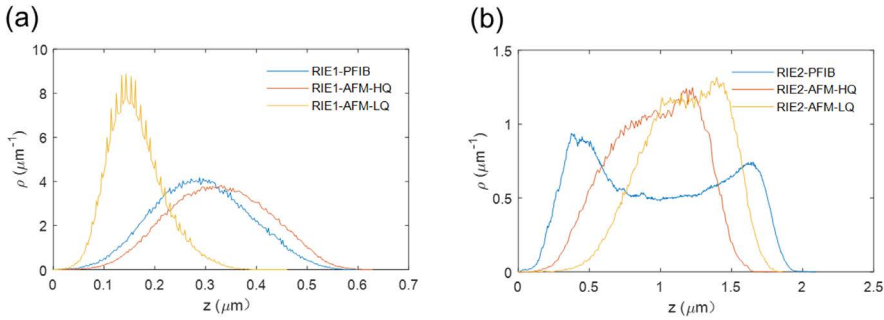 (a)
10
8
6
4
2
0
ρ (μm⁻¹)
RIE1-PFIB
RIE1-AFM-HQ
RIE1-AFM-LQ
0 0.1 0.2 0.3 0.4 0.5 0.6 0.7
z (μm)
(b)
1.5
1
0.5
0
ρ (μm⁻¹)
RIE2-PFIB
RIE2-AFM-HQ
RIE2-AFM-LQ
0 0.5 1 1.5 2 2.5
z (μm)